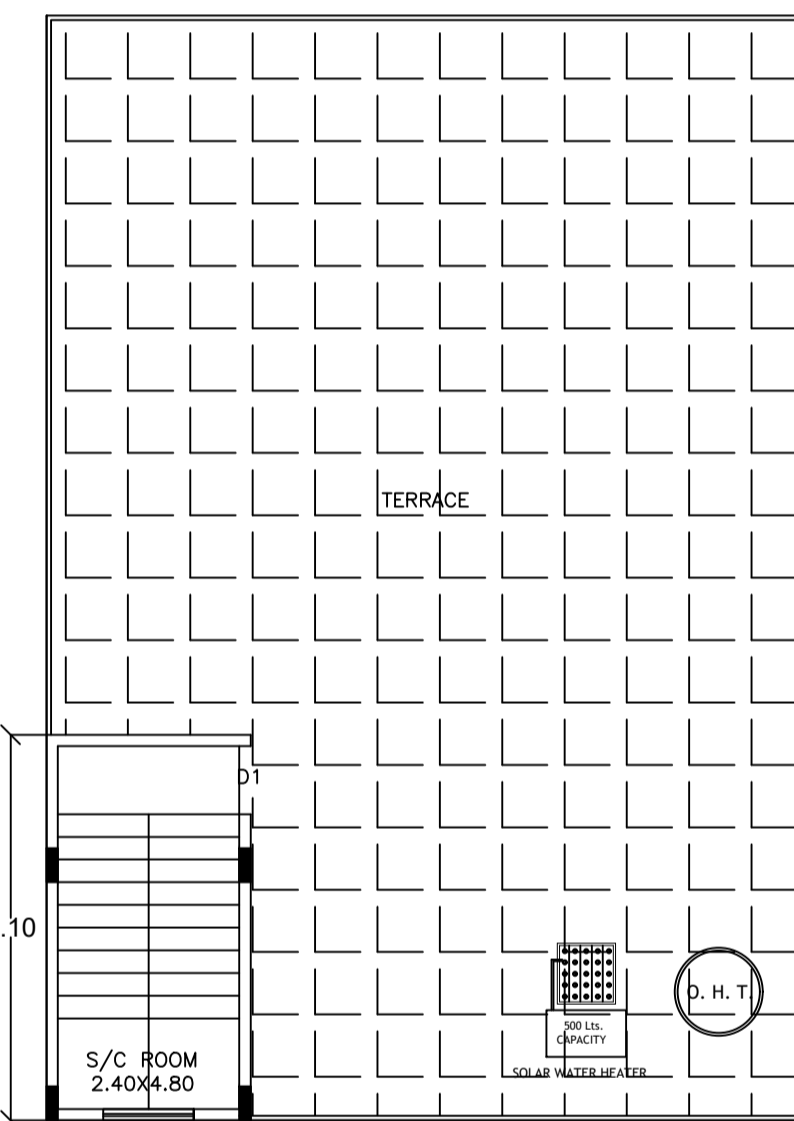 TERRACE
D1
.10
S/C ROOM
2.40X4.80
500 Lts.
CAPACITY
SOLAR WATER HEATER
O. H. T.